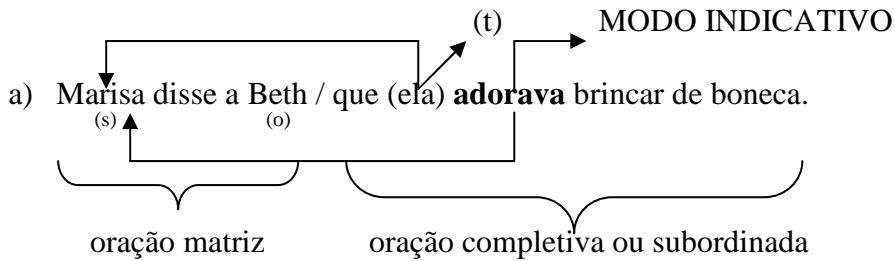 (t) MODO INDICATIVO
a) Marisa disse a Beth / que (ela) adorava brincar de boneca.
(s) (o)
oração matriz oração completiva ou subordinada